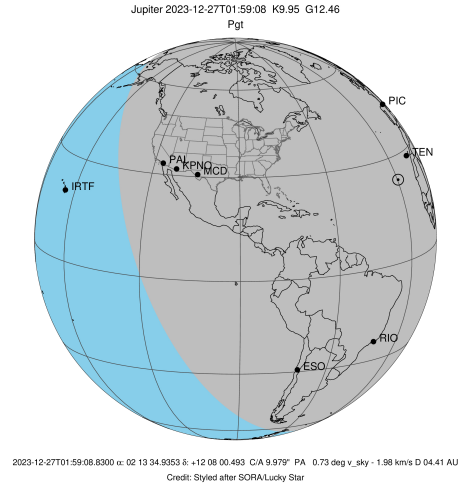 Jupiter 2023-12-27T01:59:08 K9.95 G12.46
Pgt
PIC
TEN
PAL
KPNO
MCD
IRTF
RIO
ESO
2023-12-27T01:59:08.8300 α: 02 13 34.9353 δ: +12 08 00.493 C/A 9.979" PA 0.73 deg v_sky - 1.98 km/s D 04.41 AU
Credit: Styled after SORA/Lucky Star